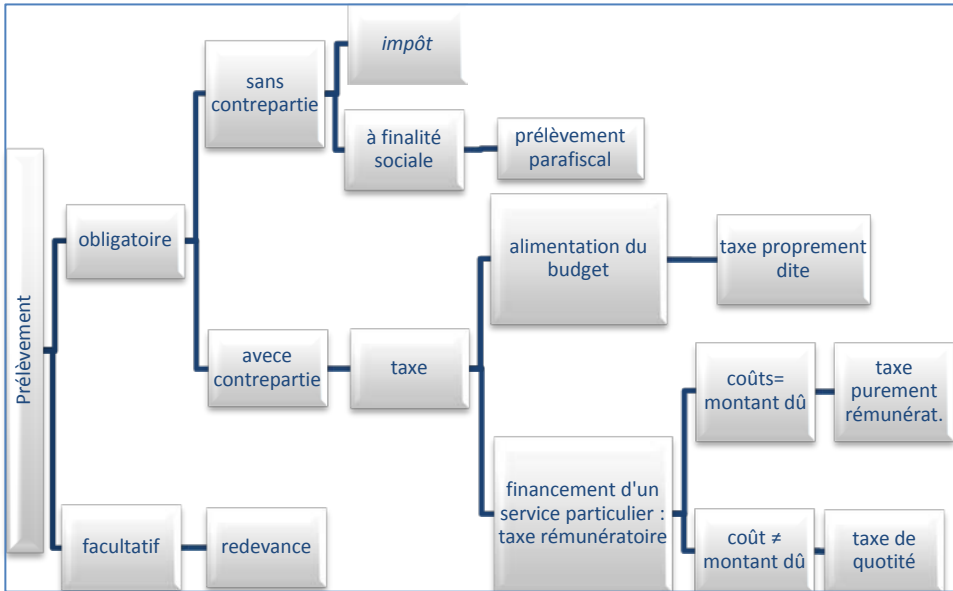 Prélèvement
obligatoire
sans
contrepartie
impôt
à finalité
sociale
prélèvement
parafiscal
avece
contrepartie
taxe
alimentation du
budget
taxe proprement
dite
financement d'un
service particulier :
taxe rémunératoire
coûts=
montant dû
taxe
purement
rémunérat.
coût ≠
montant dû
taxe de
quotité
facultatif
redevance